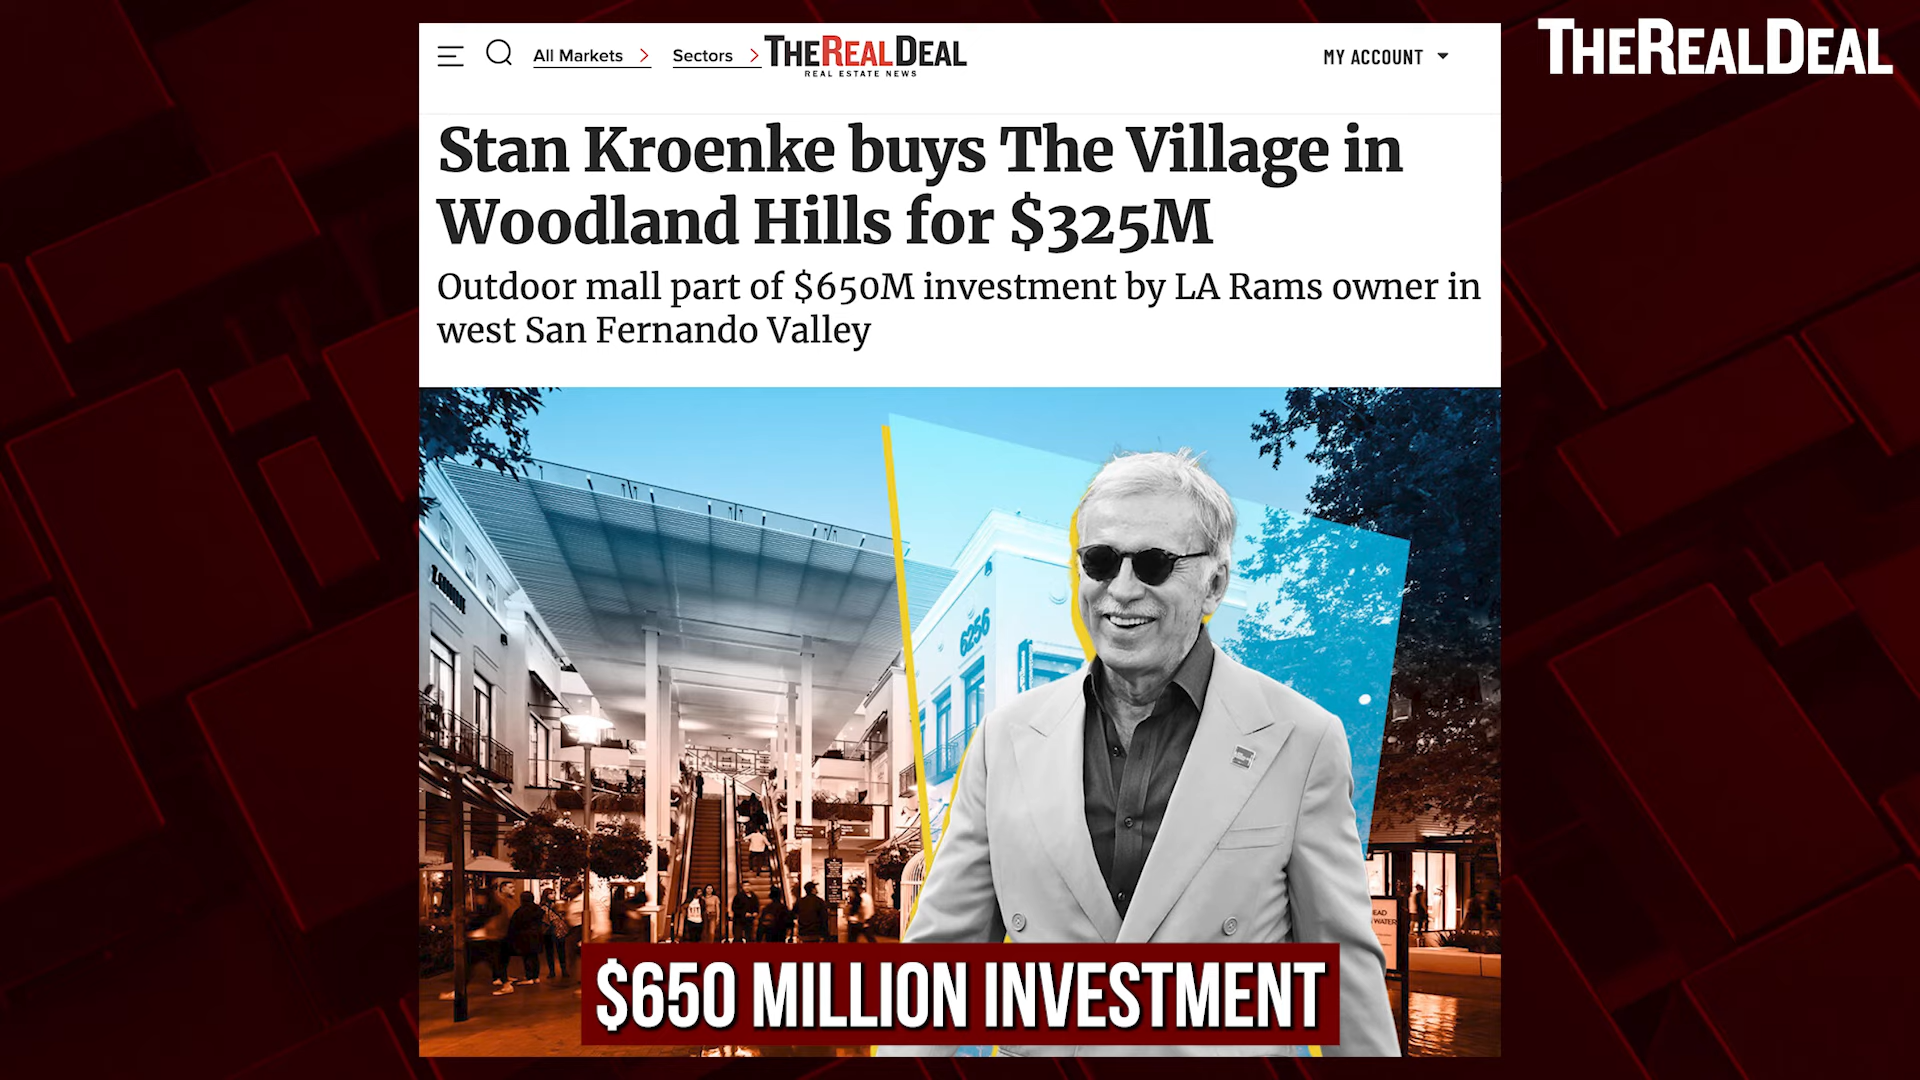 All Markets
Sectors
THEREALDEAL
REAL ESTATE NEWS
MY ACCOUNT
THEREALDEAL
Stan Kroenke buys The Village in
Woodland Hills for $325M
Outdoor mall part of $650M investment by LA Rams owner in
west San Fernando Valley
6256
$650 MILLION INVESTMENT